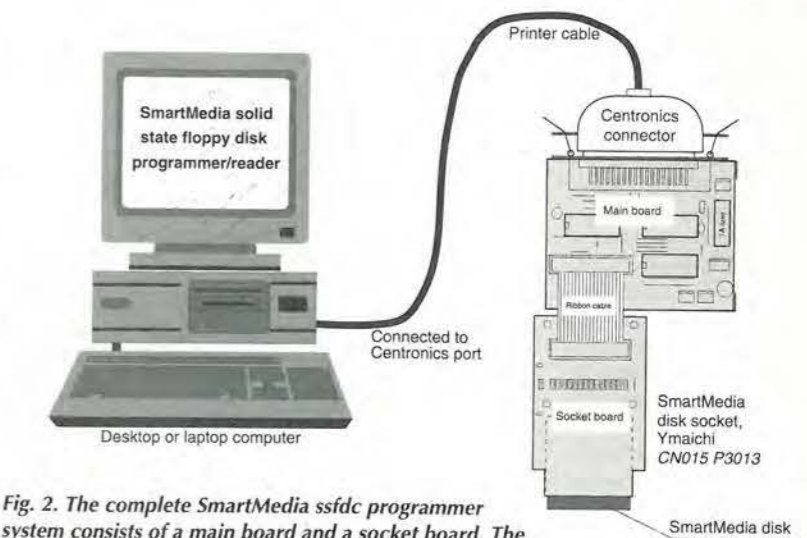 Printer cable
SmartMedia solid
state floppy disk
programmer/reader
Centronics
connector
Main board
Ribbon cable
Connected to
Centronics port
Desktop or laptop computer
Socket board
SmartMedia
disk socket,
Ymaichi
CN015 P3013
SmartMedia disk
Fig. 2. The complete SmartMedia ssfdc programmer
system consists of a main board and a socket board. The